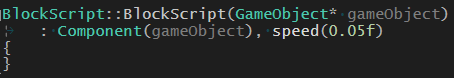 BlockScript::BlockScript(GameObject* gameObject)
: Component(gameObject), speed(0.05f)
{
}